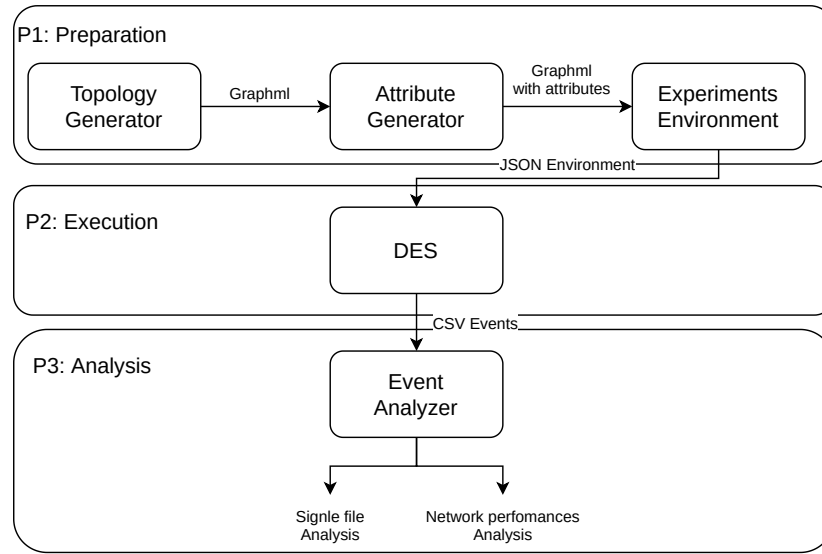 P1: Preparation
Topology
Generator
Graphml
Attribute
Generator
Graphml
with attributes
Experiments
Environment
JSON Environment
P2: Execution
DES
CSV Events
P3: Analysis
Event
Analyzer
Signle file
Analysis
Network perfomances
Analysis